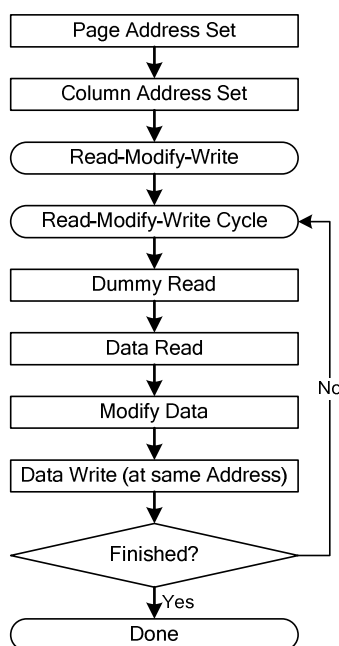 Page Address Set
Column Address Set
Read-Modify-Write
Read-Modify-Write Cycle
Dummy Read
Data Read
No
Modify Data
Data Write (at same Address)
Finished?
Yes
Done